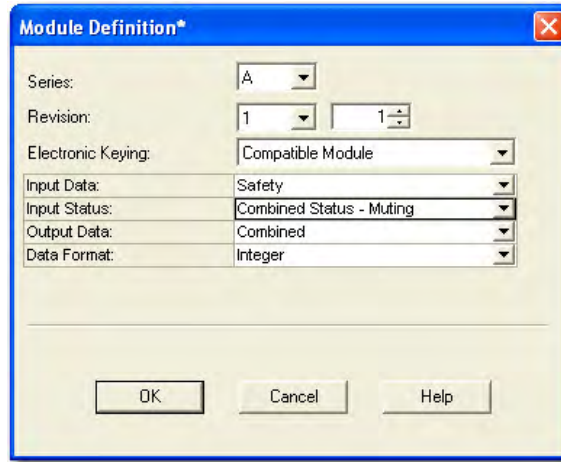 Module Definition*
Series: A
Revision: 1 1
Electronic Keying: Compatible Module
Input Data: Safety
Input Status: Combined Status - Muting
Output Data: Combined
Data Format: Integer
OK Cancel Help